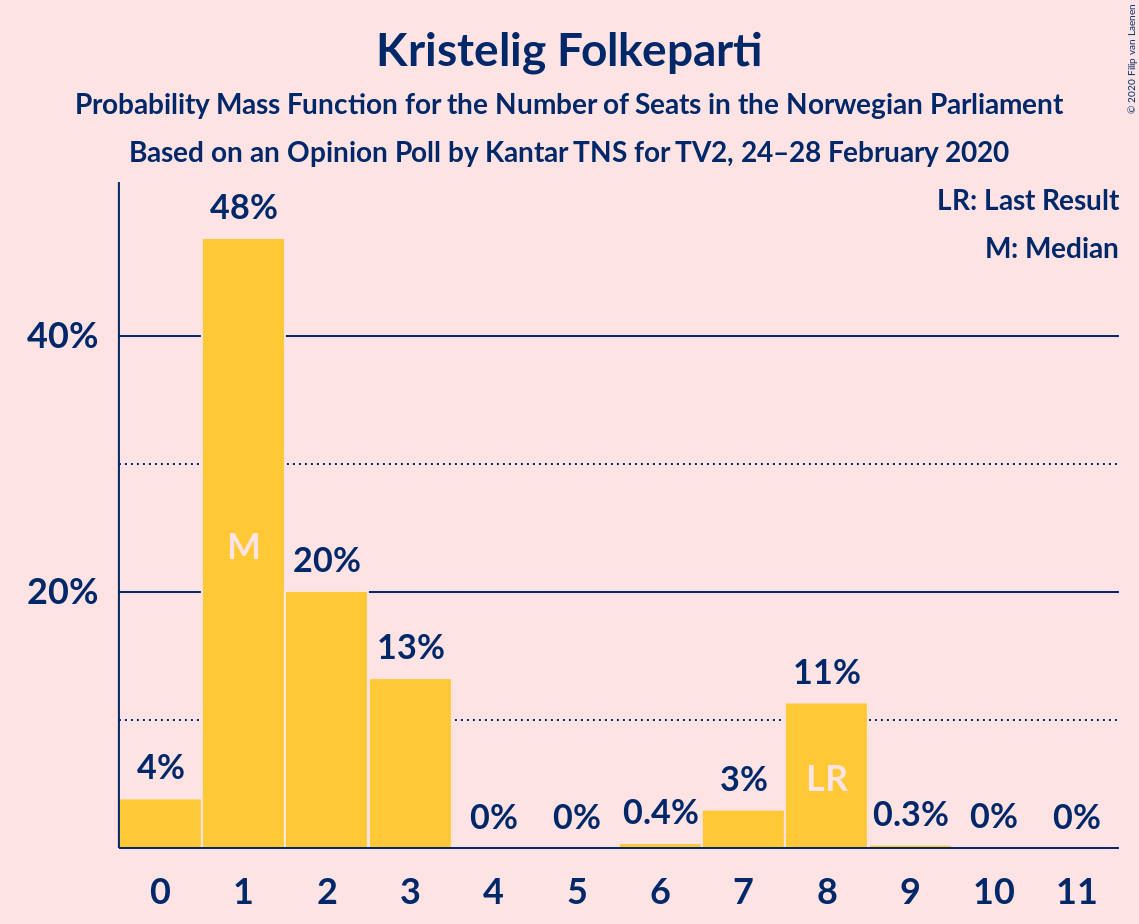 Kristelig Folkeparti
Probability Mass Function for the Number of Seats in the Norwegian Parliament
Based on an Opinion Poll by Kantar TNS for TV2, 24–28 February 2020
© 2020 Filip van Laenen
LR: Last Result
M: Median
48%
40%
M
20%
20%
13%
11%
4%
3%
LR
0%
0%
0.4%
0.3%
0%
0%
0 1 2 3 4 5 6 7 8 9 10 11